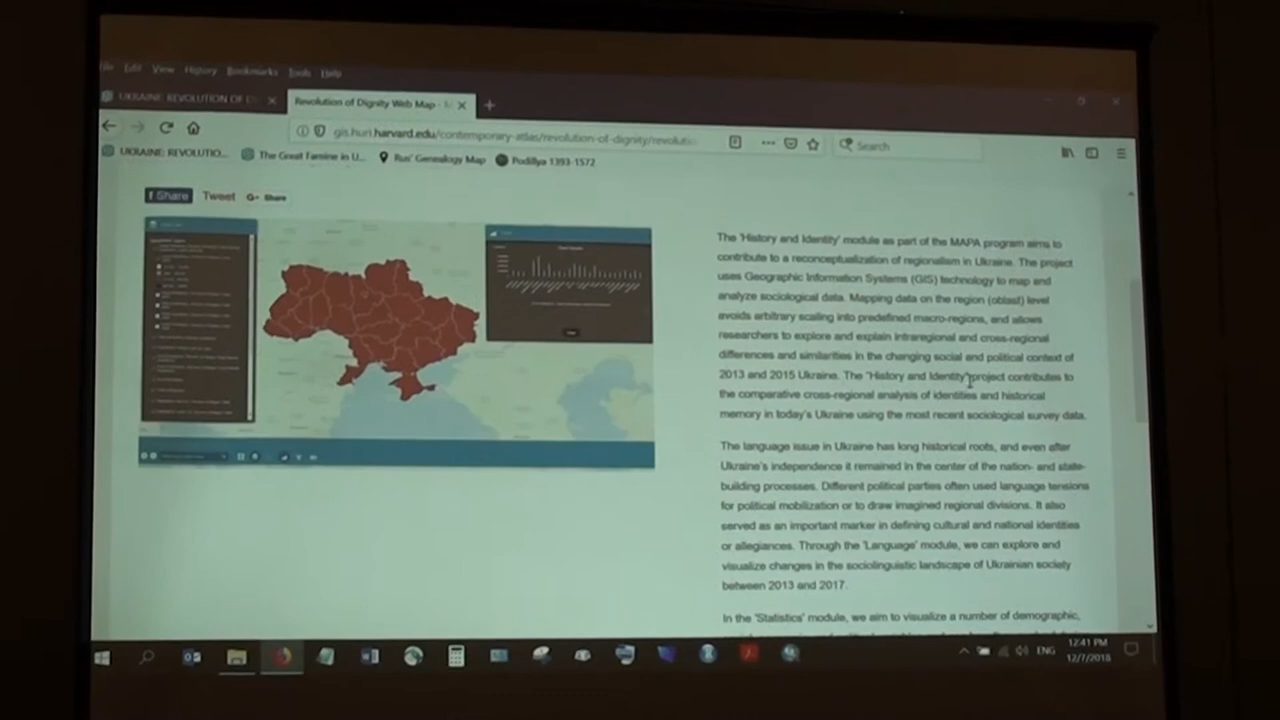 File Edit View History Bookmarks Tools Help
UKRAINE: REVOLUTION OF
Revolution of Dignity Web Map - M
gis.huri.harvard.edu/contemporary-atlas/revolution-of-dignity/revolutio
Search
UKRAINE: REVOLUTIO... The Great Famine in U... Rus' Genealogy Map Podillya 1393-1572
f Share Tweet G+ Share
The 'History and Identity' module as part of the MAPA program aims to
contribute to a reconceptualization of regionalism in Ukraine. The project
uses Geographic Information Systems (GIS) technology to map and
analyze sociological data. Mapping data on the region (oblast) level
avoids arbitrary scaling into predefined macro-regions, and allows
researchers to explore and explain intraregional and cross-regional
differences and similarities in the changing social and political context of
2013 and 2015 Ukraine. The "History and Identity" project contributes to
the comparative cross-regional analysis of identities and historical
memory in today's Ukraine using the most recent sociological survey data.
The language issue in Ukraine has long historical roots, and even after
Ukraine's independence it remained in the center of the nation- and state-
building processes. Different political parties often used language tensions
for political mobilization or to draw imagined regional divisions. It also
served as an important marker in defining cultural and national identities
or allegiances. Through the 'Language' module, we can explore and
visualize changes in the sociolinguistic landscape of Ukrainian society
between 2013 and 2017.
In the 'Statistics' module, we aim to visualize a number of demographic,
ENG
12:41 PM
12/7/2018